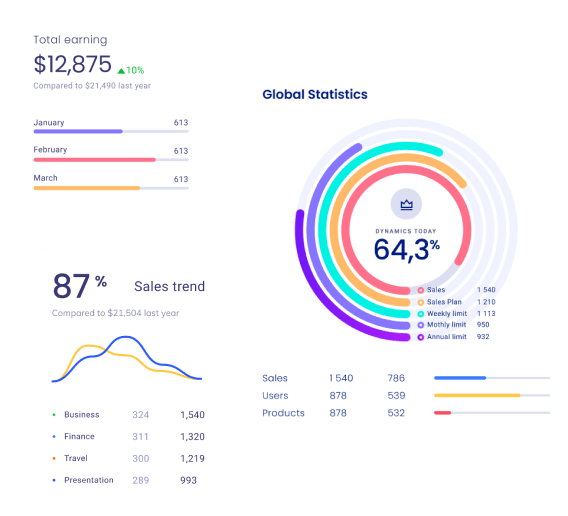 Total earning
$12,875 ▲10%
Compared to $21,490 last year
January 613
February 613
March 613
87 % Sales trend
Compared to $21,504 last year
• Business 324 1,540
• Finance 311 1,320
• Travel 300 1,219
• Presentation 289 993
Global Statistics
DYNAMICS TODAY
64,3%
Sales 1 540
Sales Plan 1 210
Weekly limit 1 113
Mothly limit 950
Annual limit 932
Sales 1 540 786
Users 878 539
Products 878 532